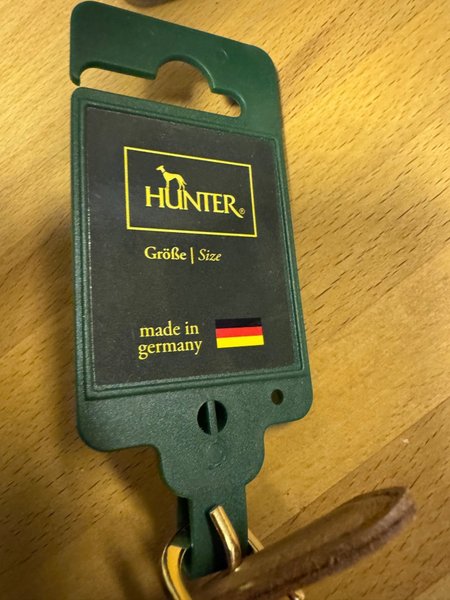 HUNTER®
Größe | Size
made in
germany